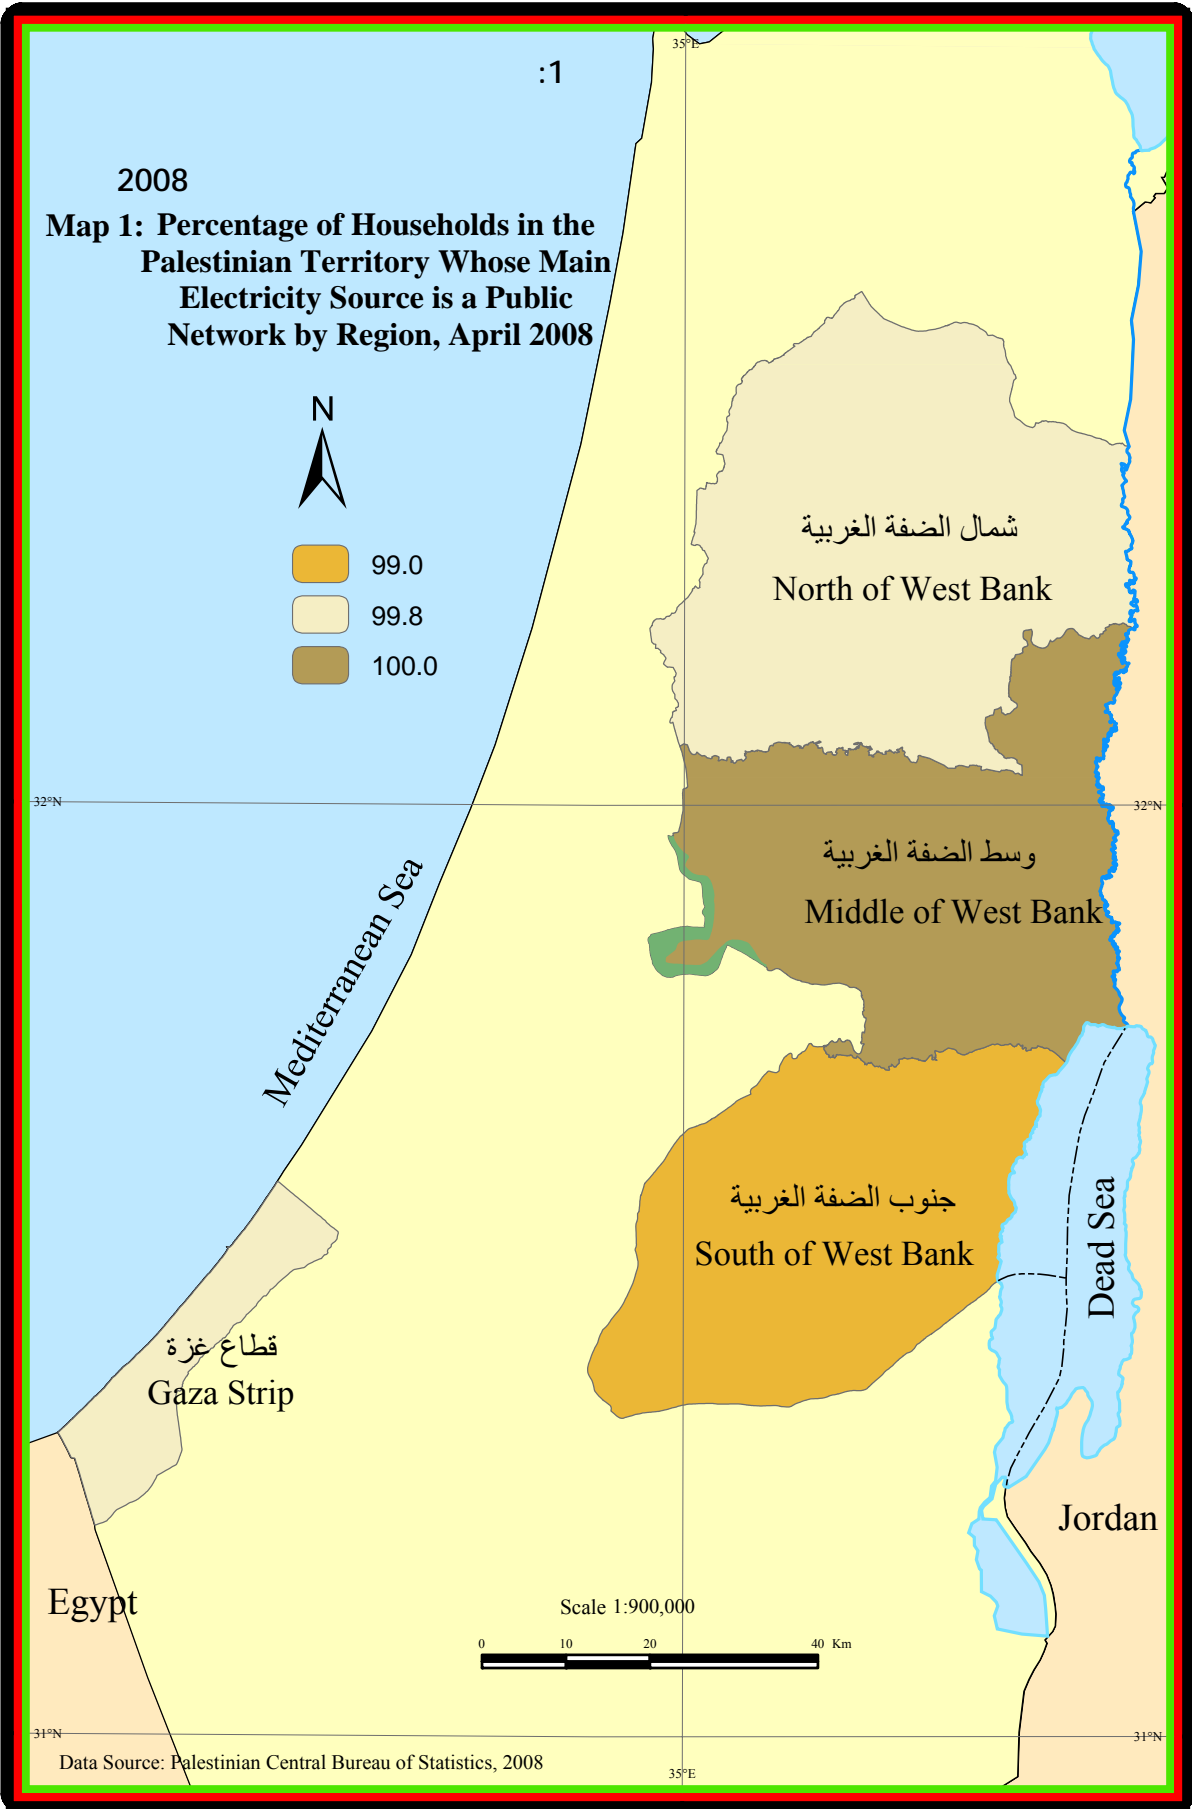 35°E
:1
2008
Map 1: Percentage of Households in the
Palestinian Territory Whose Main
Electricity Source is a Public
Network by Region, April 2008
N
99.0
99.8
100.0
شمال الضفة الغربية
North of West Bank
32°N
32°N
وسط الضفة الغربية
Middle of West Bank
Mediterranean Sea
جنوب الضفة الغربية
South of West Bank
Dead Sea
قطاع غزة
Gaza Strip
Jordan
Egypt
Scale 1:900,000
0 10 20 40 Km
31°N
31°N
Data Source: Palestinian Central Bureau of Statistics, 2008
35°E